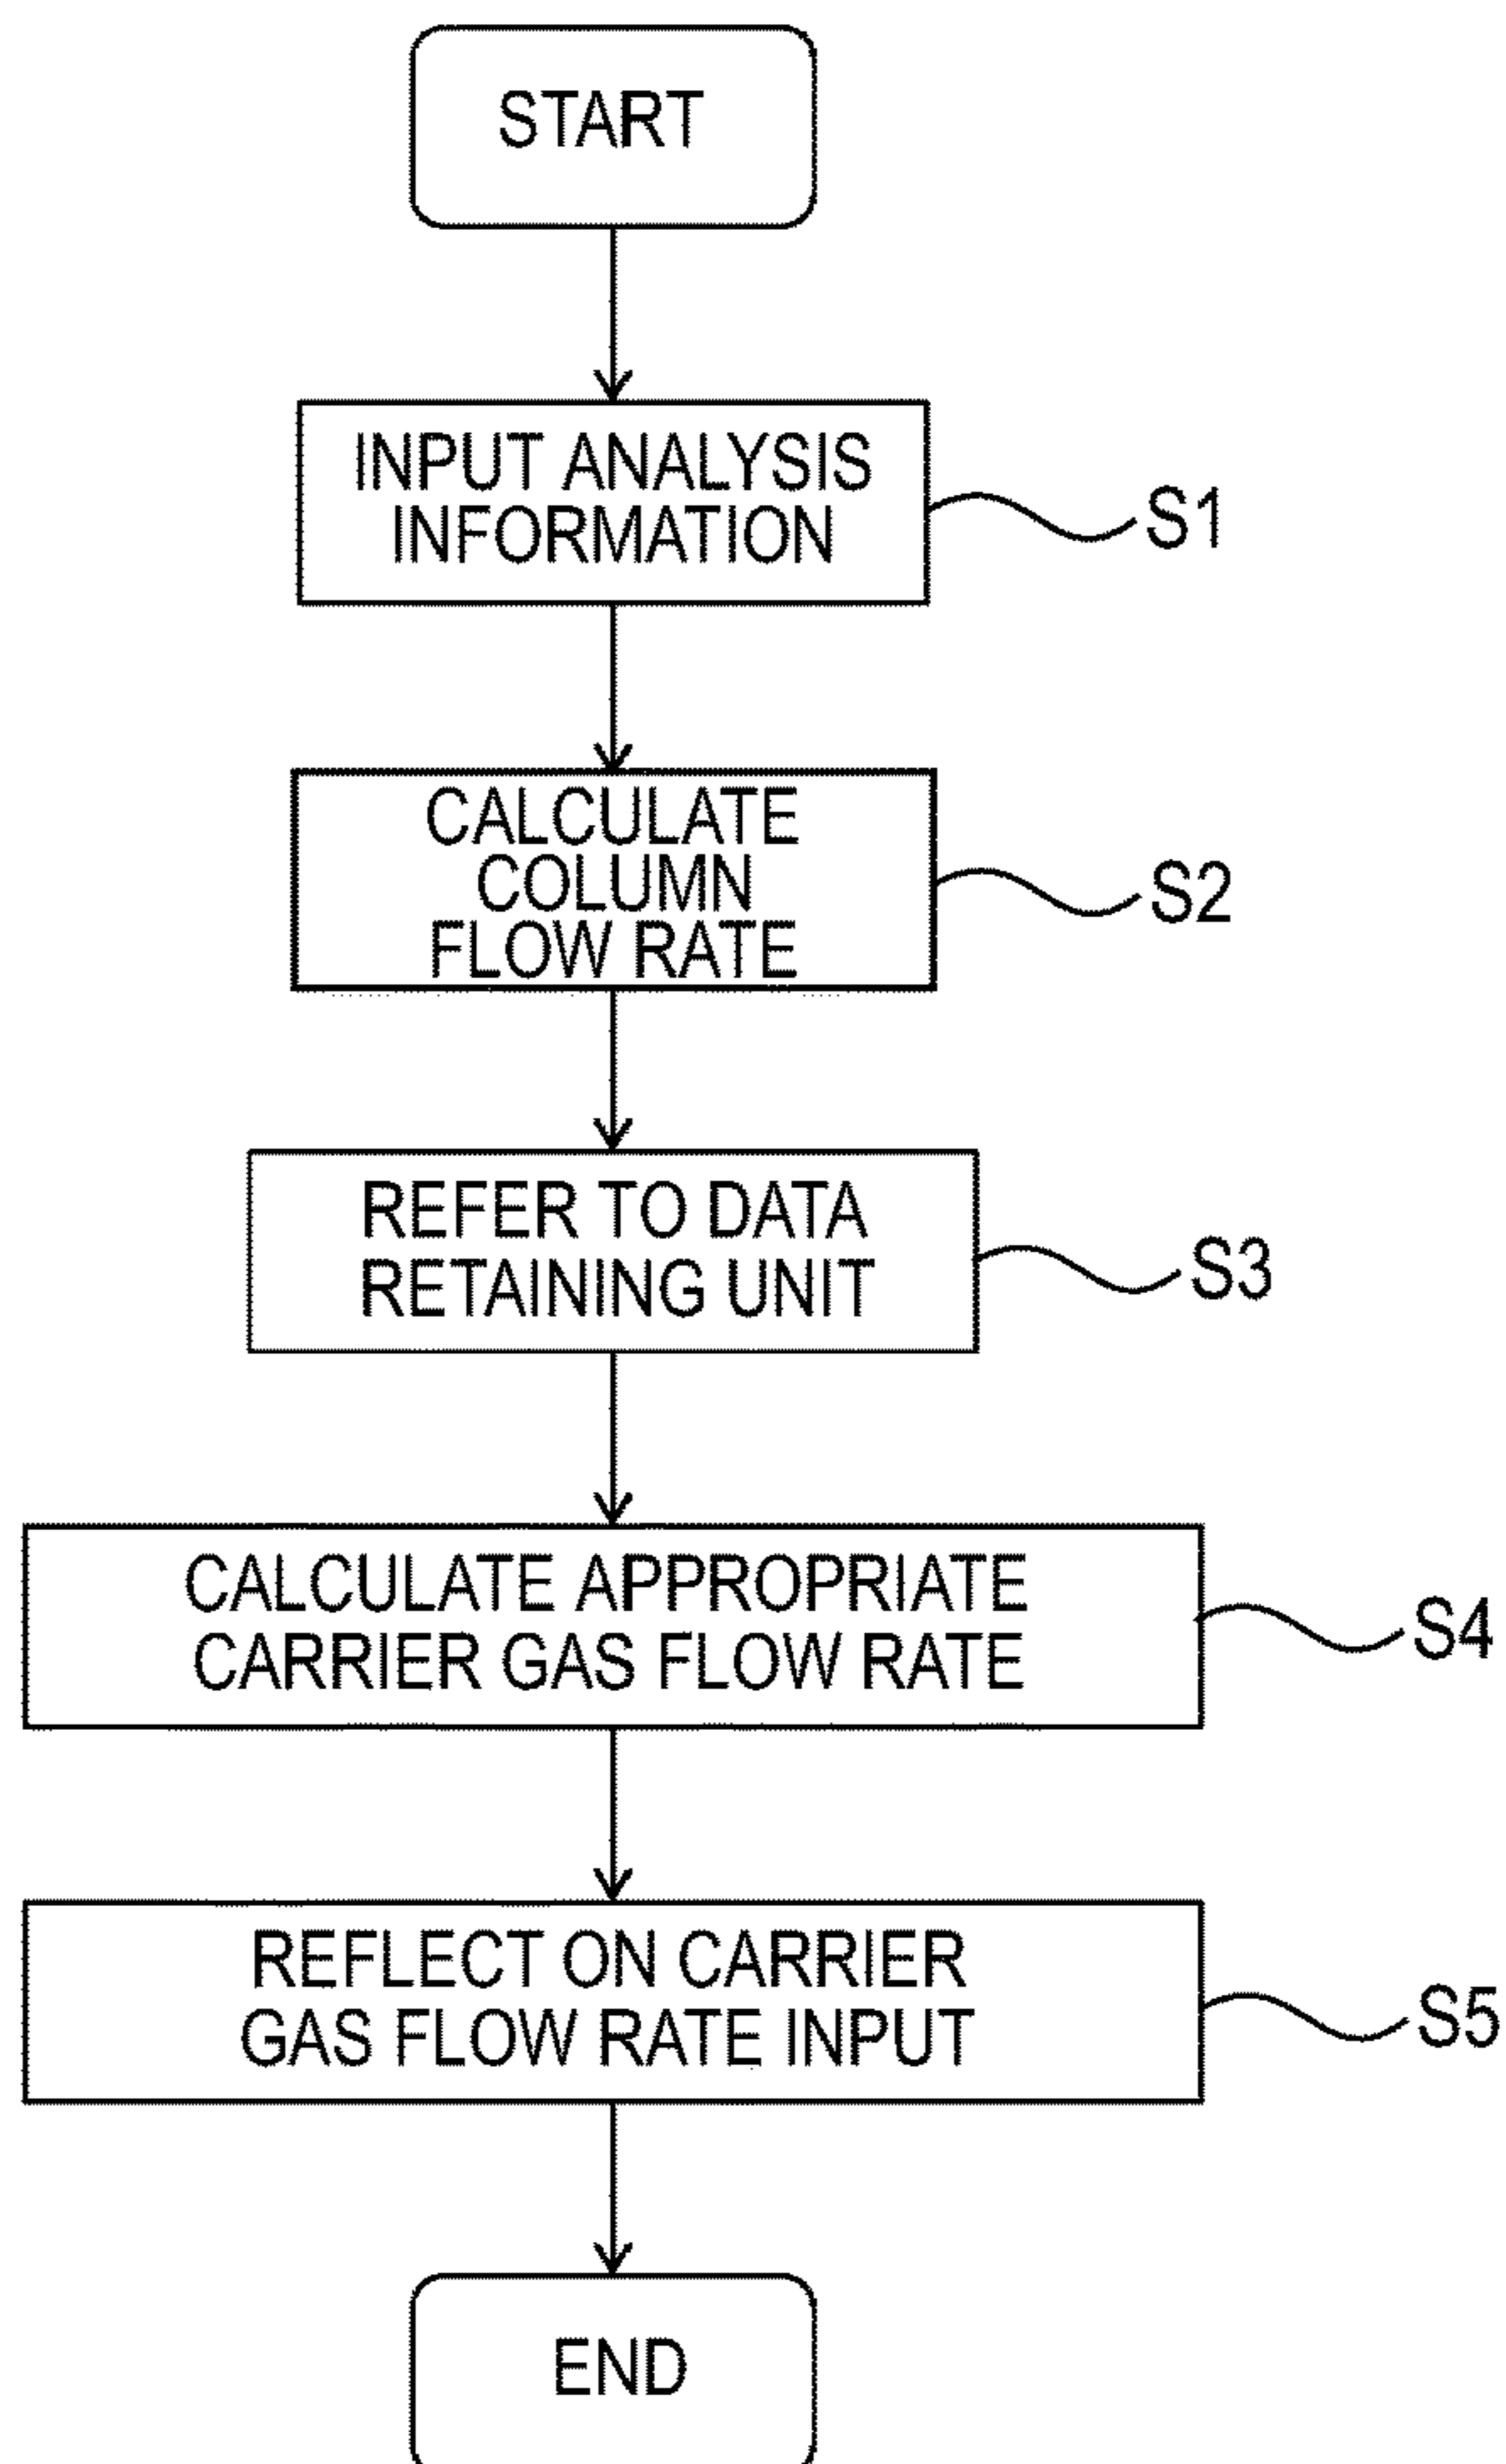 START
INPUT ANALYSIS
INFORMATION
S1
CALCULATE
COLUMN
FLOW RATE
S2
REFER TO DATA
RETAINING UNIT
S3
CALCULATE APPROPRIATE
CARRIER GAS FLOW RATE
S4
REFLECT ON CARRIER
GAS FLOW RATE INPUT
S5
END